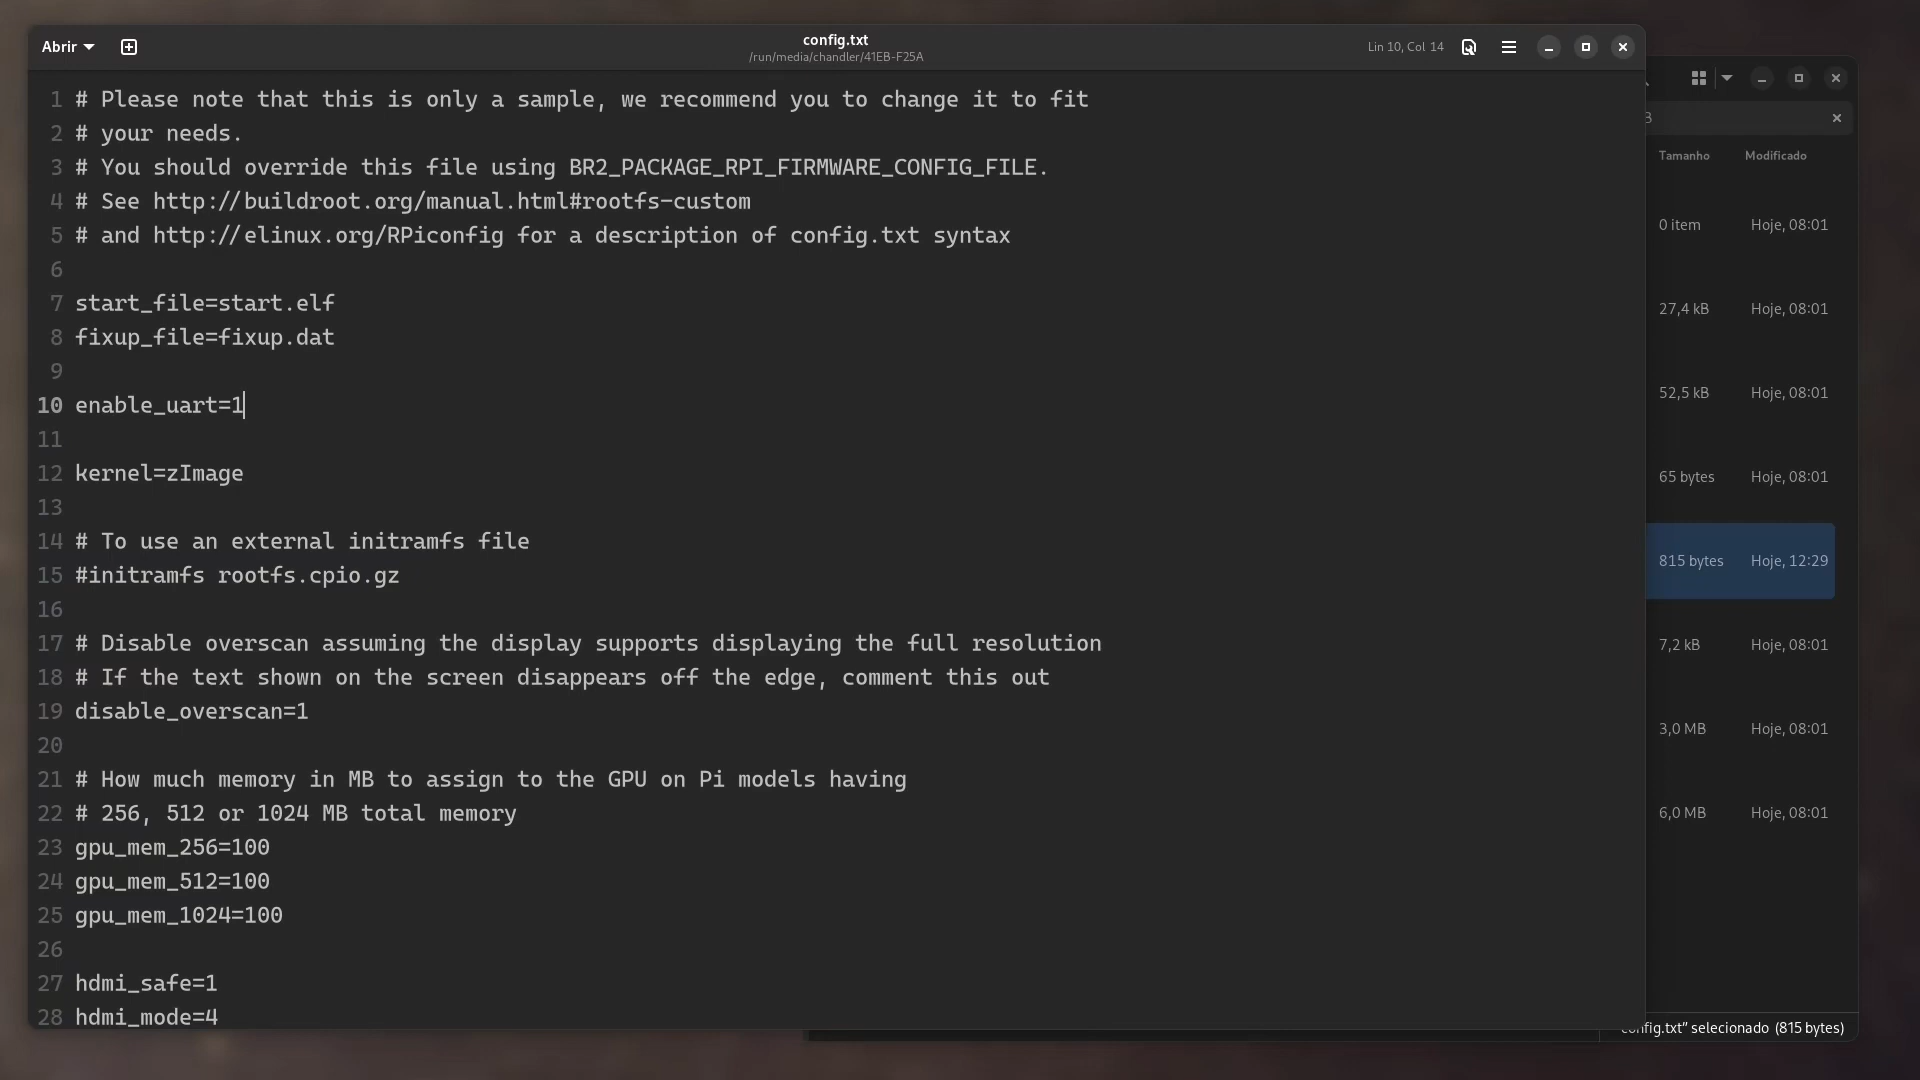 Abrir
config.txt
/run/media/chandler/41EB-F25A
Lin 10, Col 14
1 # Please note that this is only a sample, we recommend you to change it to fit
2 # your needs.
3 # You should override this file using BR2_PACKAGE_RPI_FIRMWARE_CONFIG_FILE.
4 # See http://buildroot.org/manual.html#rootfs-custom
5 # and http://elinux.org/RPiconfig for a description of config.txt syntax
6
7 start_file=start.elf
8 fixup_file=fixup.dat
9
10 enable_uart=1
11
12 kernel=zImage
13
14 # To use an external initramfs file
15 #initramfs rootfs.cpio.gz
16
17 # Disable overscan assuming the display supports displaying the full resolution
18 # If the text shown on the screen disappears off the edge, comment this out
19 disable_overscan=1
20
21 # How much memory in MB to assign to the GPU on Pi models having
22 # 256, 512 or 1024 MB total memory
23 gpu_mem_256=100
24 gpu_mem_512=100
25 gpu_mem_1024=100
26
27 hdmi_safe=1
28 hdmi_mode=4
Tamanho Modificado
0 item Hoje, 08:01
27,4 kB Hoje, 08:01
52,5 kB Hoje, 08:01
65 bytes Hoje, 08:01
815 bytes Hoje, 12:29
7,2 kB Hoje, 08:01
3,0 MB Hoje, 08:01
6,0 MB Hoje, 08:01
config.txt” selecionado (815 bytes)